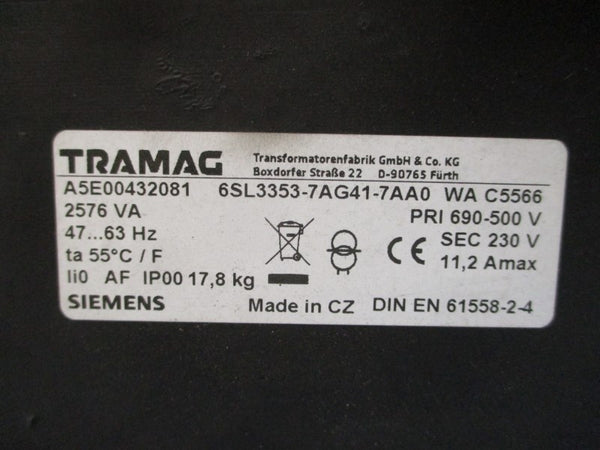 TRAMAG Transformatorenfabrik GmbH & Co. KG
Boxdorfer Straße 22 D-90765 Fürth
A5E00432081 6SL3353-7AG41-7AA0 WA C5566
2576 VA PRI 690-500 V
47...63 Hz SEC 230 V
ta 55°C / F 11,2 Amax
Ii0 AF IP00 17,8 kg
SIEMENS Made in CZ DIN EN 61558-2-4